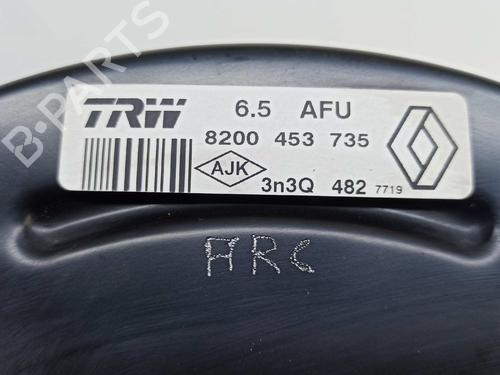 B-PARTS
TRW
6.5 AFU
8200 453 735
AJK
3n3Q 482 7719
ARC